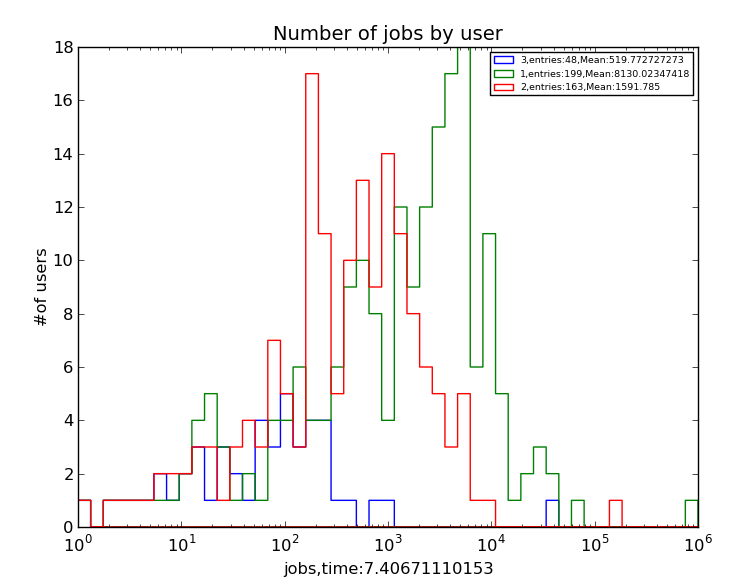 Number of jobs by user
3,entries:48,Mean:519.772727273
1,entries:199,Mean:8130.02347418
2,entries:163,Mean:1591.785
#of users
18
16
14
12
10
8
6
4
2
0
10^0 10^1 10^2 10^3 10^4 10^5 10^6
jobs,time:7.40671110153